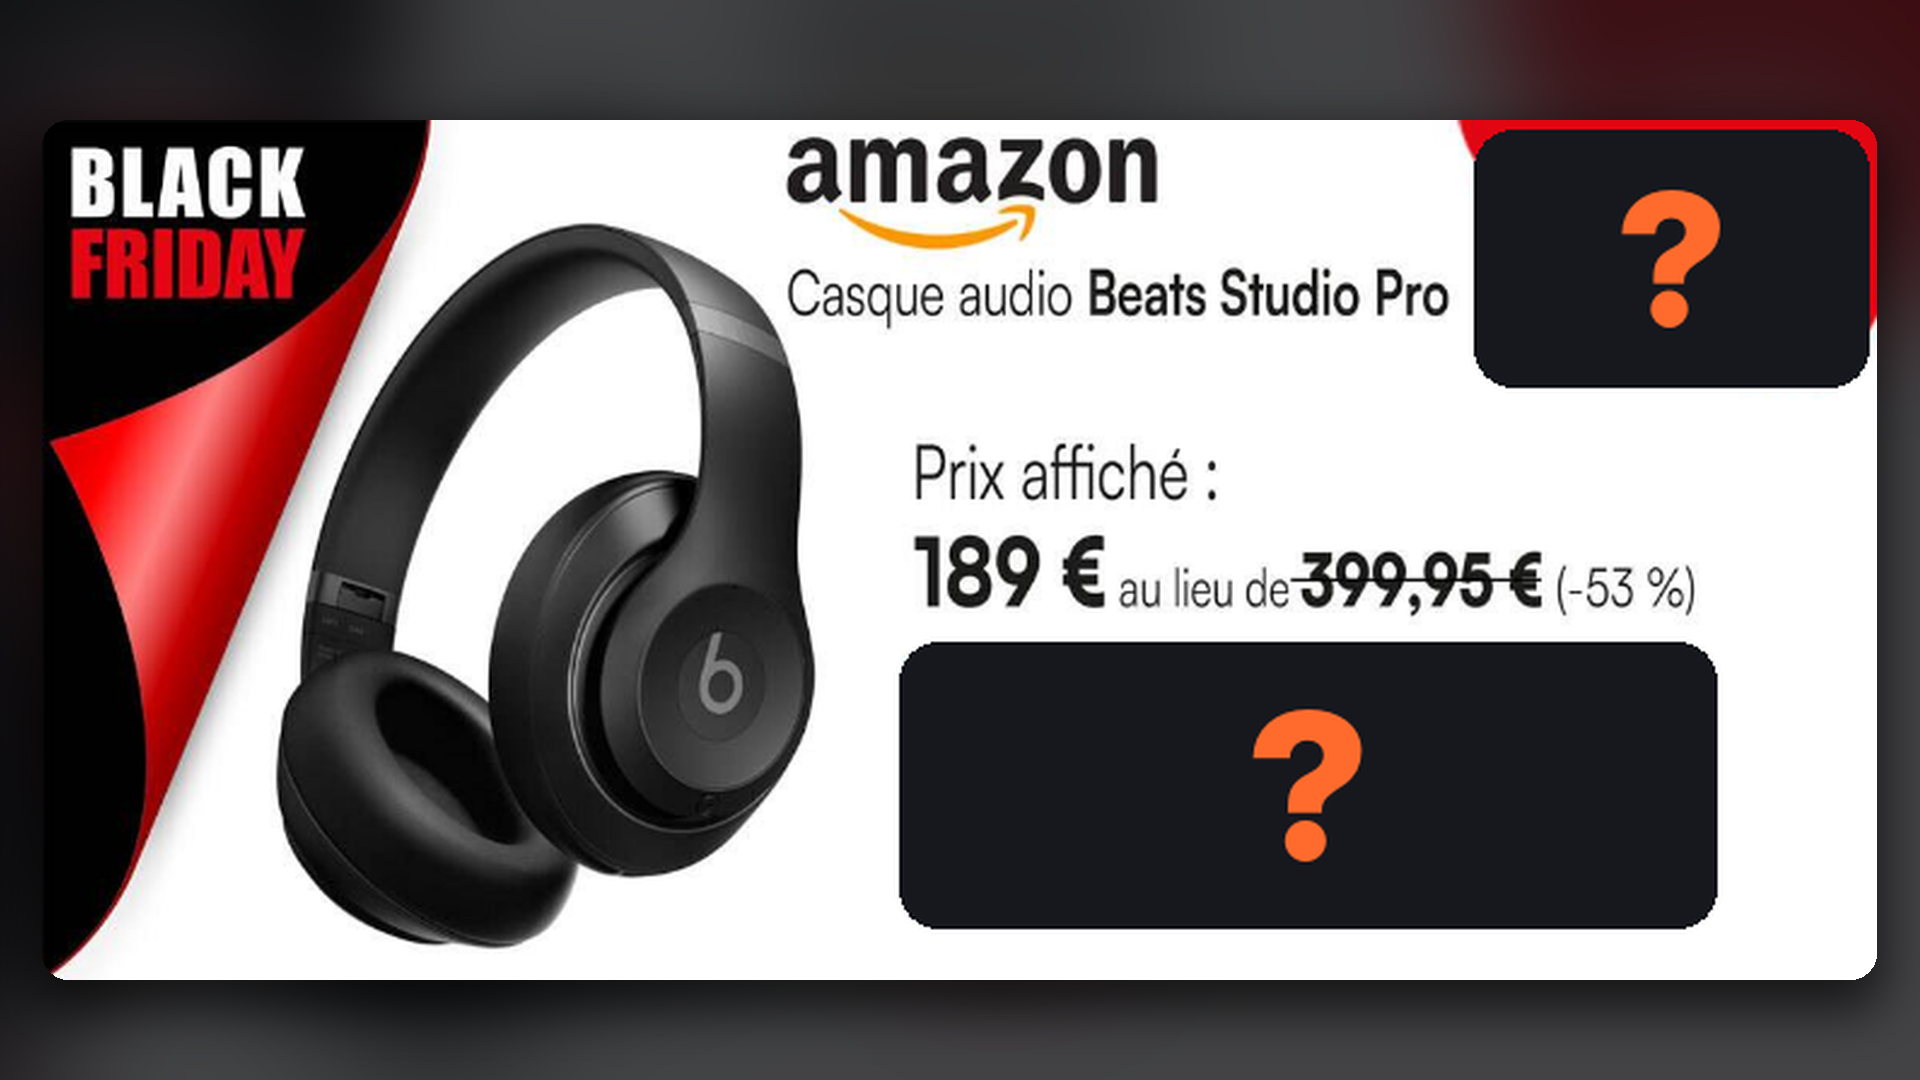 BLACK
FRIDAY
amazon
Casque audio Beats Studio Pro
?
Prix affiché :
189 € au lieu de 399,95 € (-53 %)
?